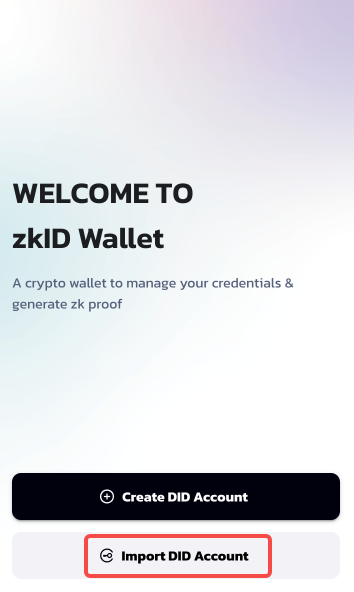 WELCOME TO
zkID Wallet
A crypto wallet to manage your credentials &
generate zk proof
Create DID Account
Import DID Account